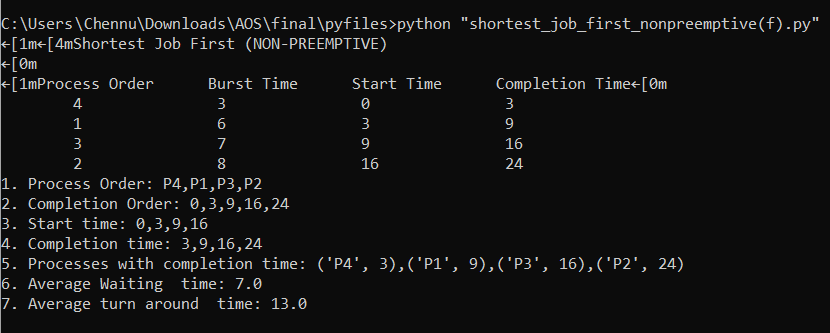 C:\Users\Chennu\Downloads\AOS\final\pyfiles>python "shortest_job_first_nonpreemptive(f).py"
←[1m←[4mShortest Job First (NON-PREEMPTIVE)
←[0m
←[1mProcess Order      Burst Time      Start Time      Completion Time←[0m
        4               3               0               3
        1               6               3               9
        3               7               9               16
        2               8               16              24
1. Process Order: P4,P1,P3,P2
2. Completion Order: 0,3,9,16,24
3. Start time: 0,3,9,16
4. Completion time: 3,9,16,24
5. Processes with completion time: ('P4', 3),('P1', 9),('P3', 16),('P2', 24)
6. Average Waiting  time: 7.0
7. Average turn around  time: 13.0